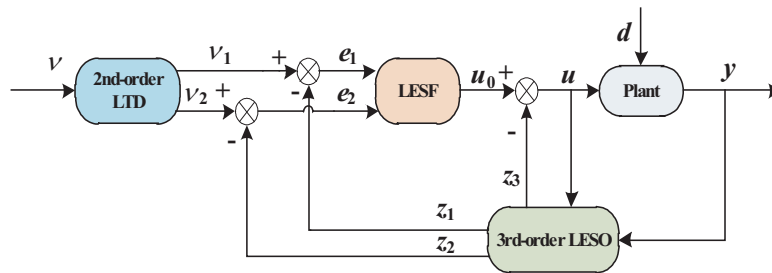 d
v
2nd-order
LTD
v1
+
-
e1
v2
+
-
e2
LESF
u0
+
-
u
Plant
y
z3
z1
z2
3rd-order LESO